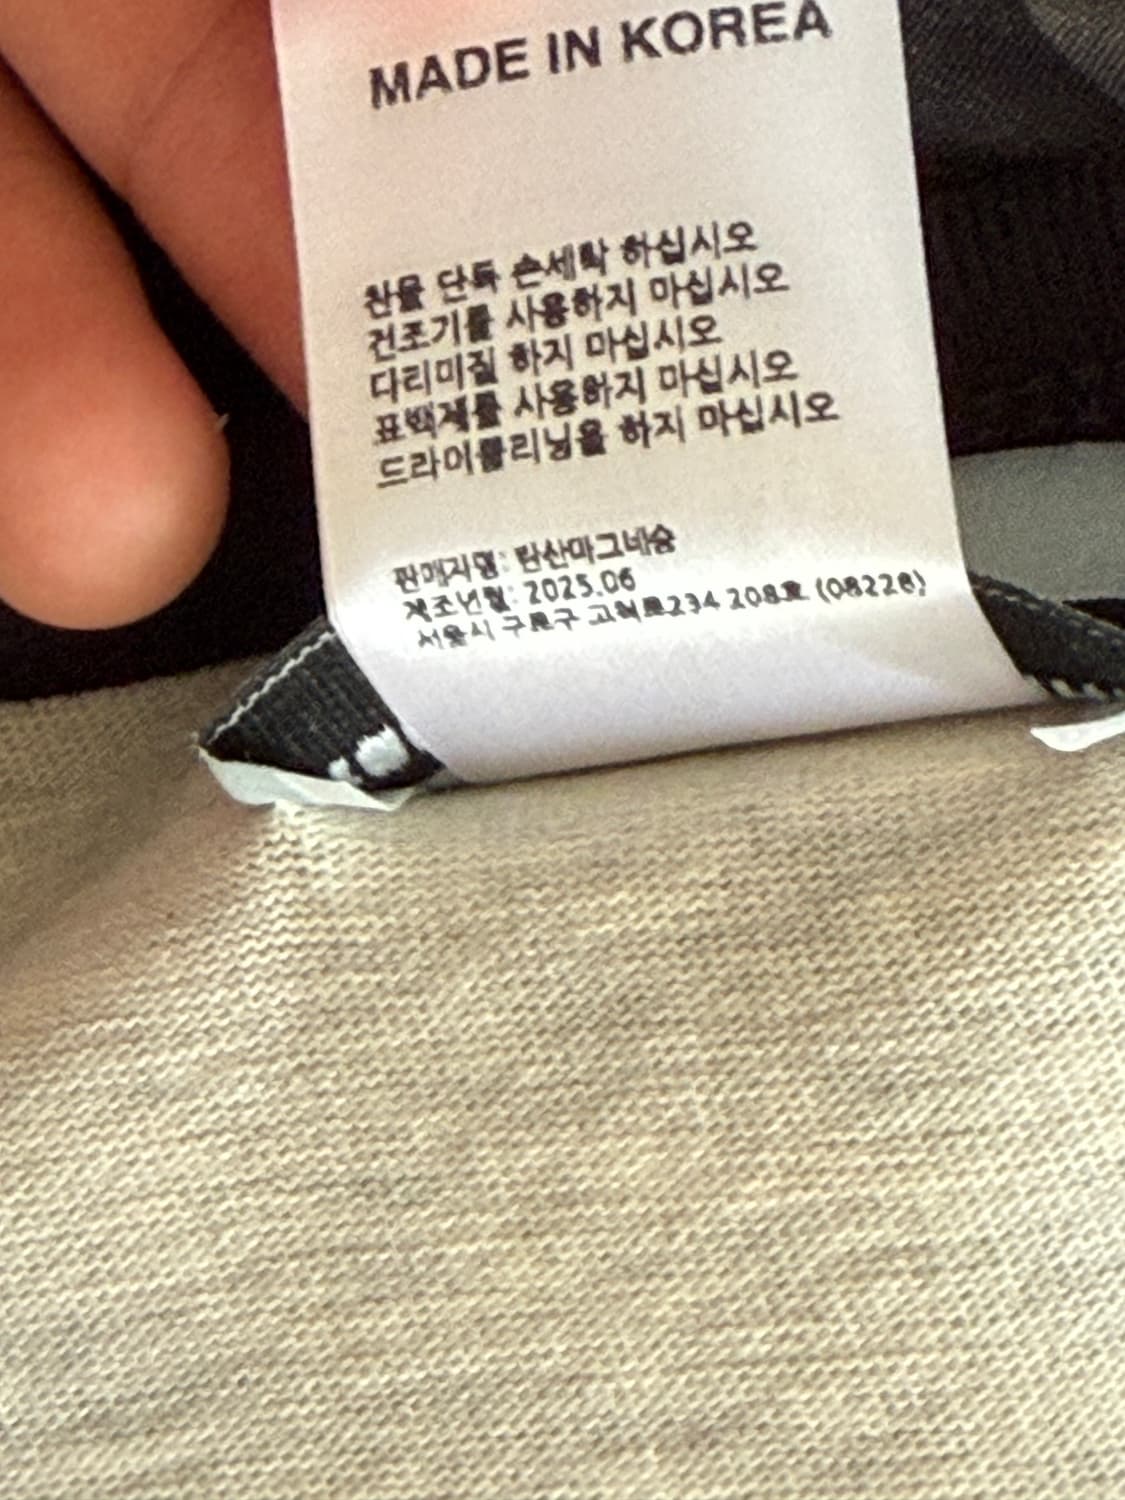 MADE IN KOREA
찬물 단독 손세탁 하십시오
건조기를 사용하지 마십시오
다리미질 하지 마십시오
표백제를 사용하지 마십시오
드라이클리닝을 하지 마십시오
판매자명: 탄산마그네슘
제조년월: 2025.06
서울시 구로구 고척로234 208호 (08226)